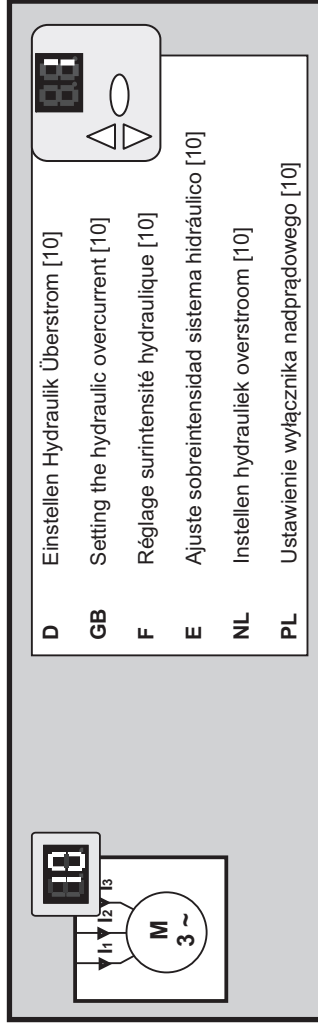 10
I1 I2 I3
M
3 ~
D Einstellen Hydraulik Überstrom [10]
GB Setting the hydraulic overcurrent [10]
F Réglage surintensité hydraulique [10]
E Ajuste sobreintensidad sistema hidráulico [10]
NL Instellen hydrauliek overstroom [10]
PL Ustawienie wyłącznika nadprądowego [10]